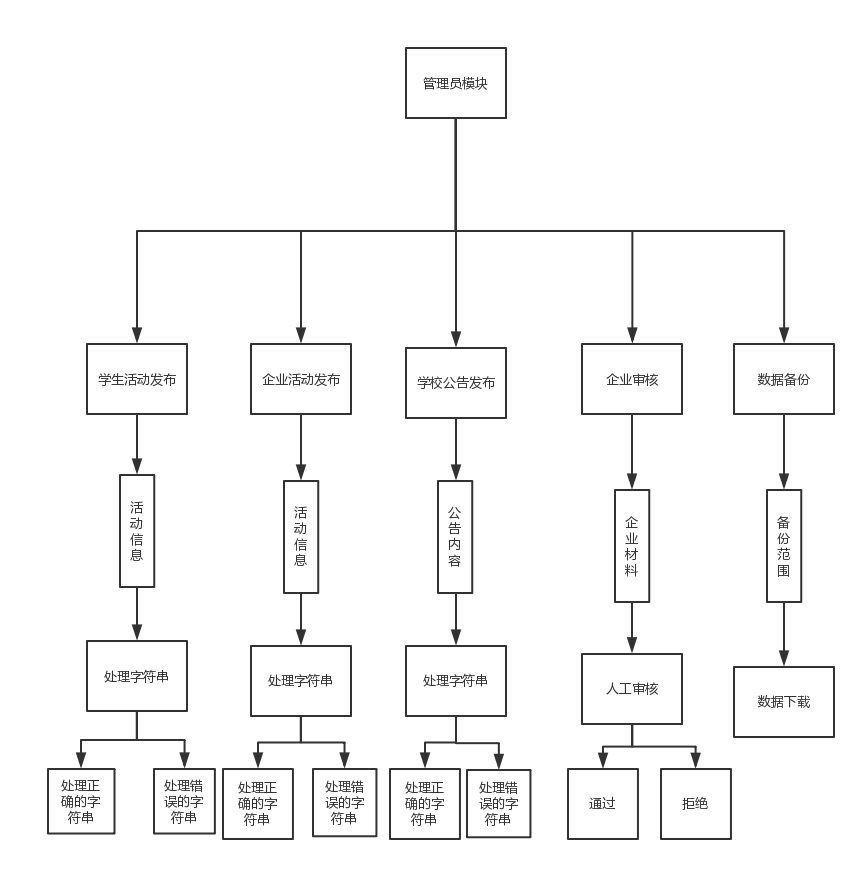 管理员模块
学生活动发布
企业活动发布
学校公告发布
企业审核
数据备份
活
动
信
息
活
动
信
息
公
告
内
容
企
业
材
料
备
份
范
围
处理字符串
处理字符串
处理字符串
人工审核
数据下载
处理正
确的字
符串
处理错
误的字
符串
处理正
确的字
符串
处理错
误的字
符串
处理正
确的字
符串
处理错
误的字
符串
通过
拒绝